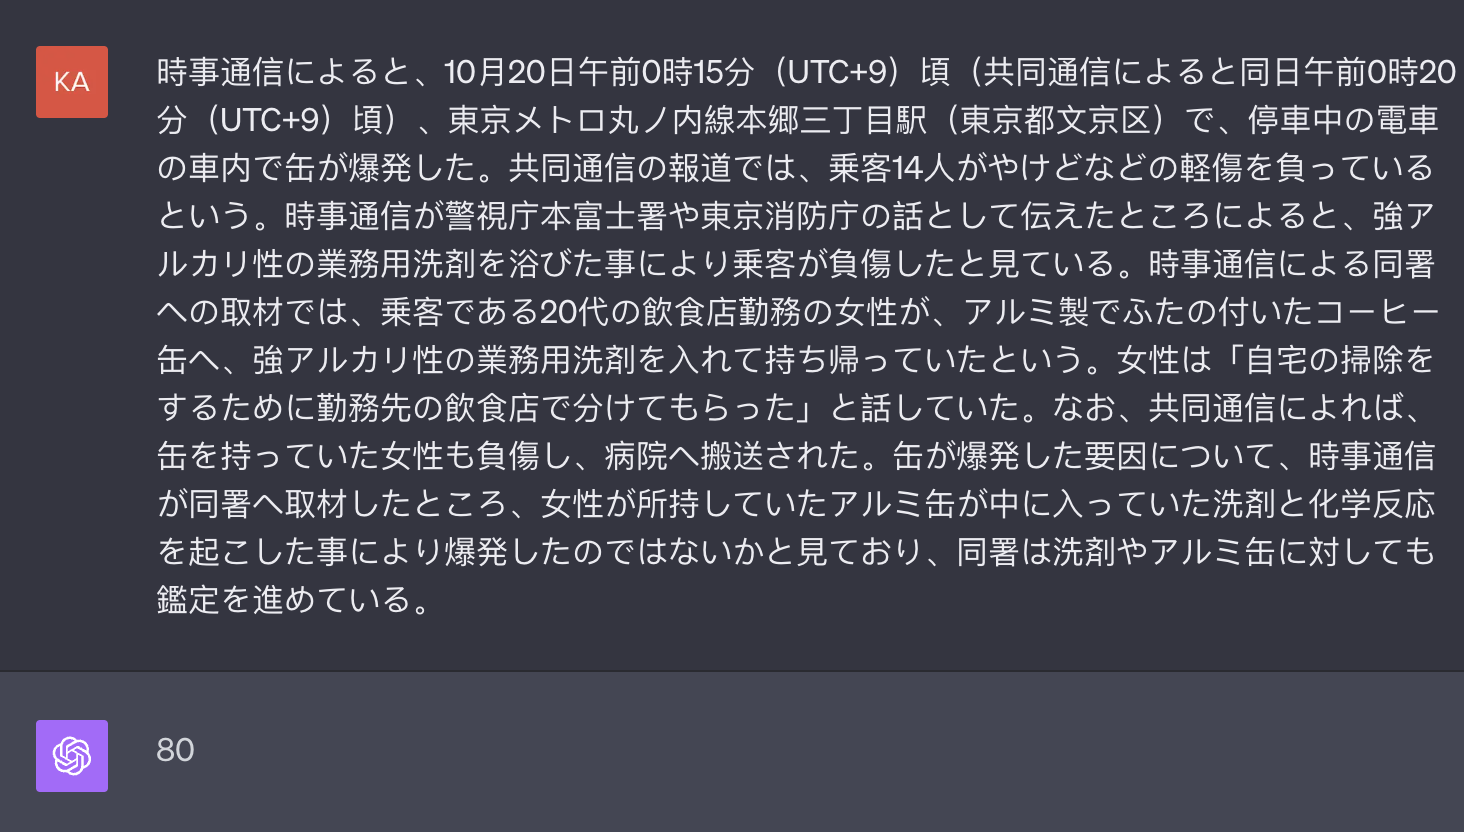 KA
時事通信によると、10月20日午前0時15分（UTC+9）頃（共同通信によると同日午前0時20
分（UTC+9）頃）、東京メトロ丸ノ内線本郷三丁目駅（東京都文京区）で、停車中の電車
の車内で缶が爆発した。共同通信の報道では、乗客14人がやけどなどの軽傷を負っている
という。時事通信が警視庁本富士署や東京消防庁の話として伝えたところによると、強ア
ルカリ性の業務用洗剤を浴びた事により乗客が負傷したと見ている。時事通信による同署
への取材では、乗客である20代の飲食店勤務の女性が、アルミ製でふたの付いたコーヒー
缶へ、強アルカリ性の業務用洗剤を入れて持ち帰っていたという。女性は「自宅の掃除を
するために勤務先の飲食店で分けてもらった」と話していた。なお、共同通信によれば、
缶を持っていた女性も負傷し、病院へ搬送された。缶が爆発した要因について、時事通信
が同署へ取材したところ、女性が所持していたアルミ缶が中に入っていた洗剤と化学反応
を起こした事により爆発したのではないかと見ており、同署は洗剤やアルミ缶に対しても
鑑定を進めている。
80